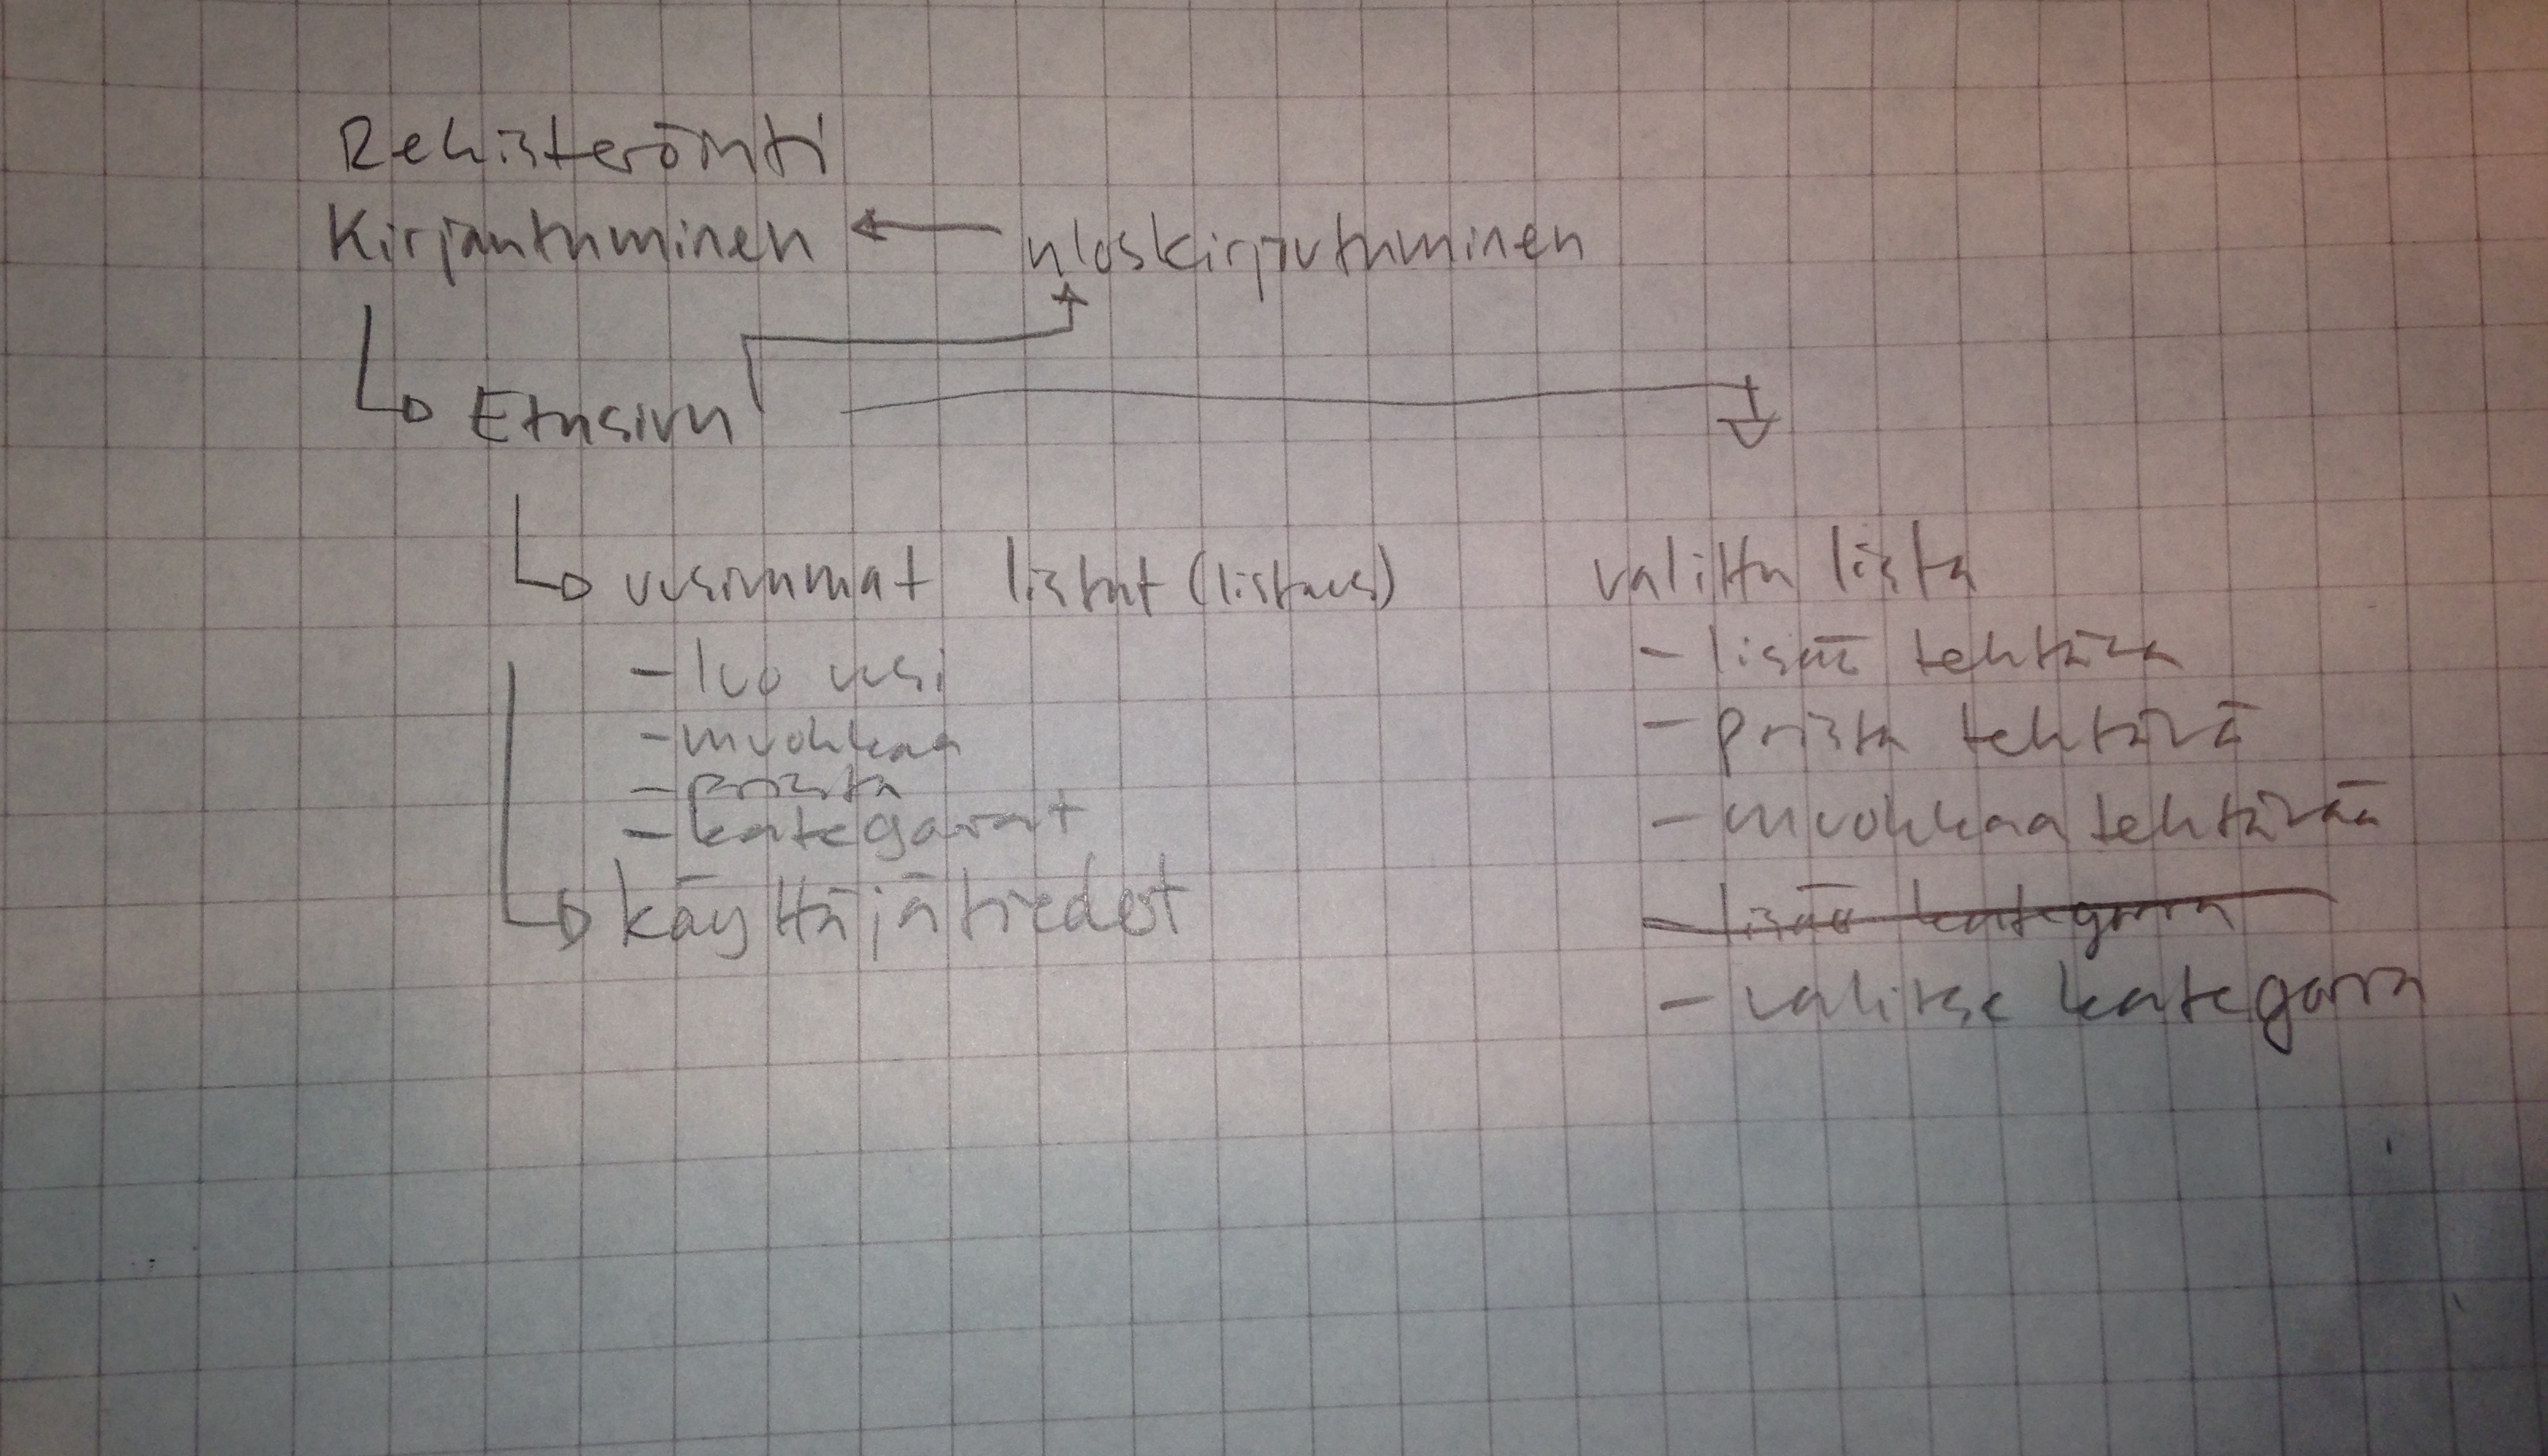 Rekisteröinti
Kirjautuminen ← uloskirjautuminen
Etusivu
uusimmat listat (listaus)
- luo uusi
- muokkaa
- poista
- kategoriat
käyttäjätiedot
valittu lista
- lisää tehtävä
- poista tehtävä
- muokkaa tehtävää
- lisää kategoria
- valitse kategoria